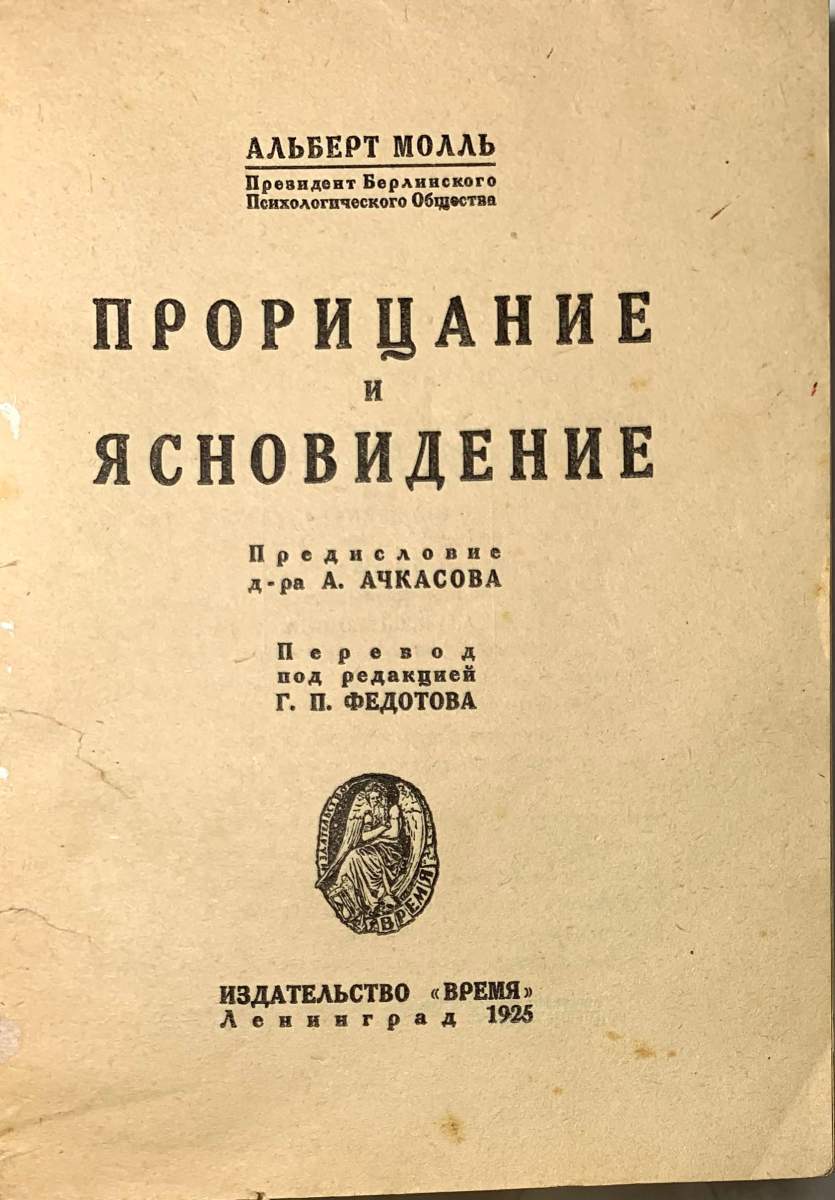 АЛЬБЕРТ МОЛЛЬ
Президент Берлинского
Психологического Общества
ПРОРИЦАНИЕ
и
ЯСНОВИДЕНИЕ
Предисловие
д-ра А. АЧКАСОВА
Перевод
под редакцией
Г. П. ФЕДОТОВА
ИЗДАТЕЛЬСТВО
ВРЕМЯ
ИЗДАТЕЛЬСТВО «ВРЕМЯ»
Ленинград 1925